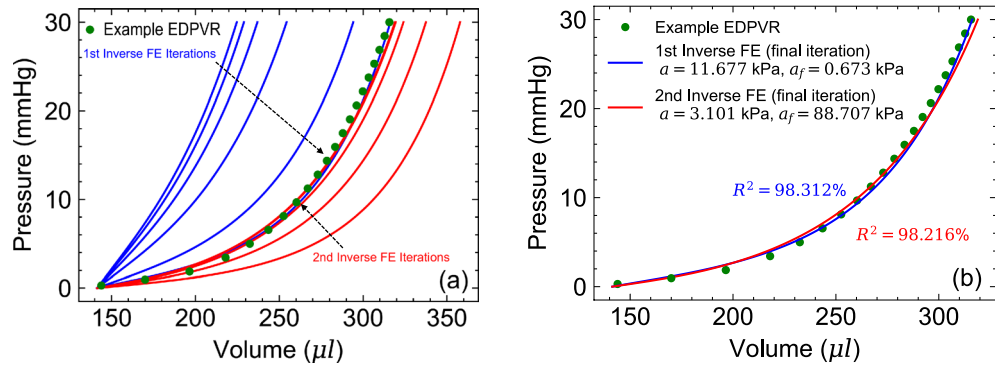 30
20
10
0
Pressure (mmHg)
Example EDPVR
1st Inverse FE Iterations
2nd Inverse FE Iterations
(a)
150 200 250 300 350
Volume (μl)
30
20
10
0
Pressure (mmHg)
Example EDPVR
1st Inverse FE (final iteration)
a = 11.677 kPa, a_f = 0.673 kPa
2nd Inverse FE (final iteration)
a = 3.101 kPa, a_f = 88.707 kPa
R² = 98.312%
R² = 98.216%
(b)
150 200 250 300
Volume (μl)